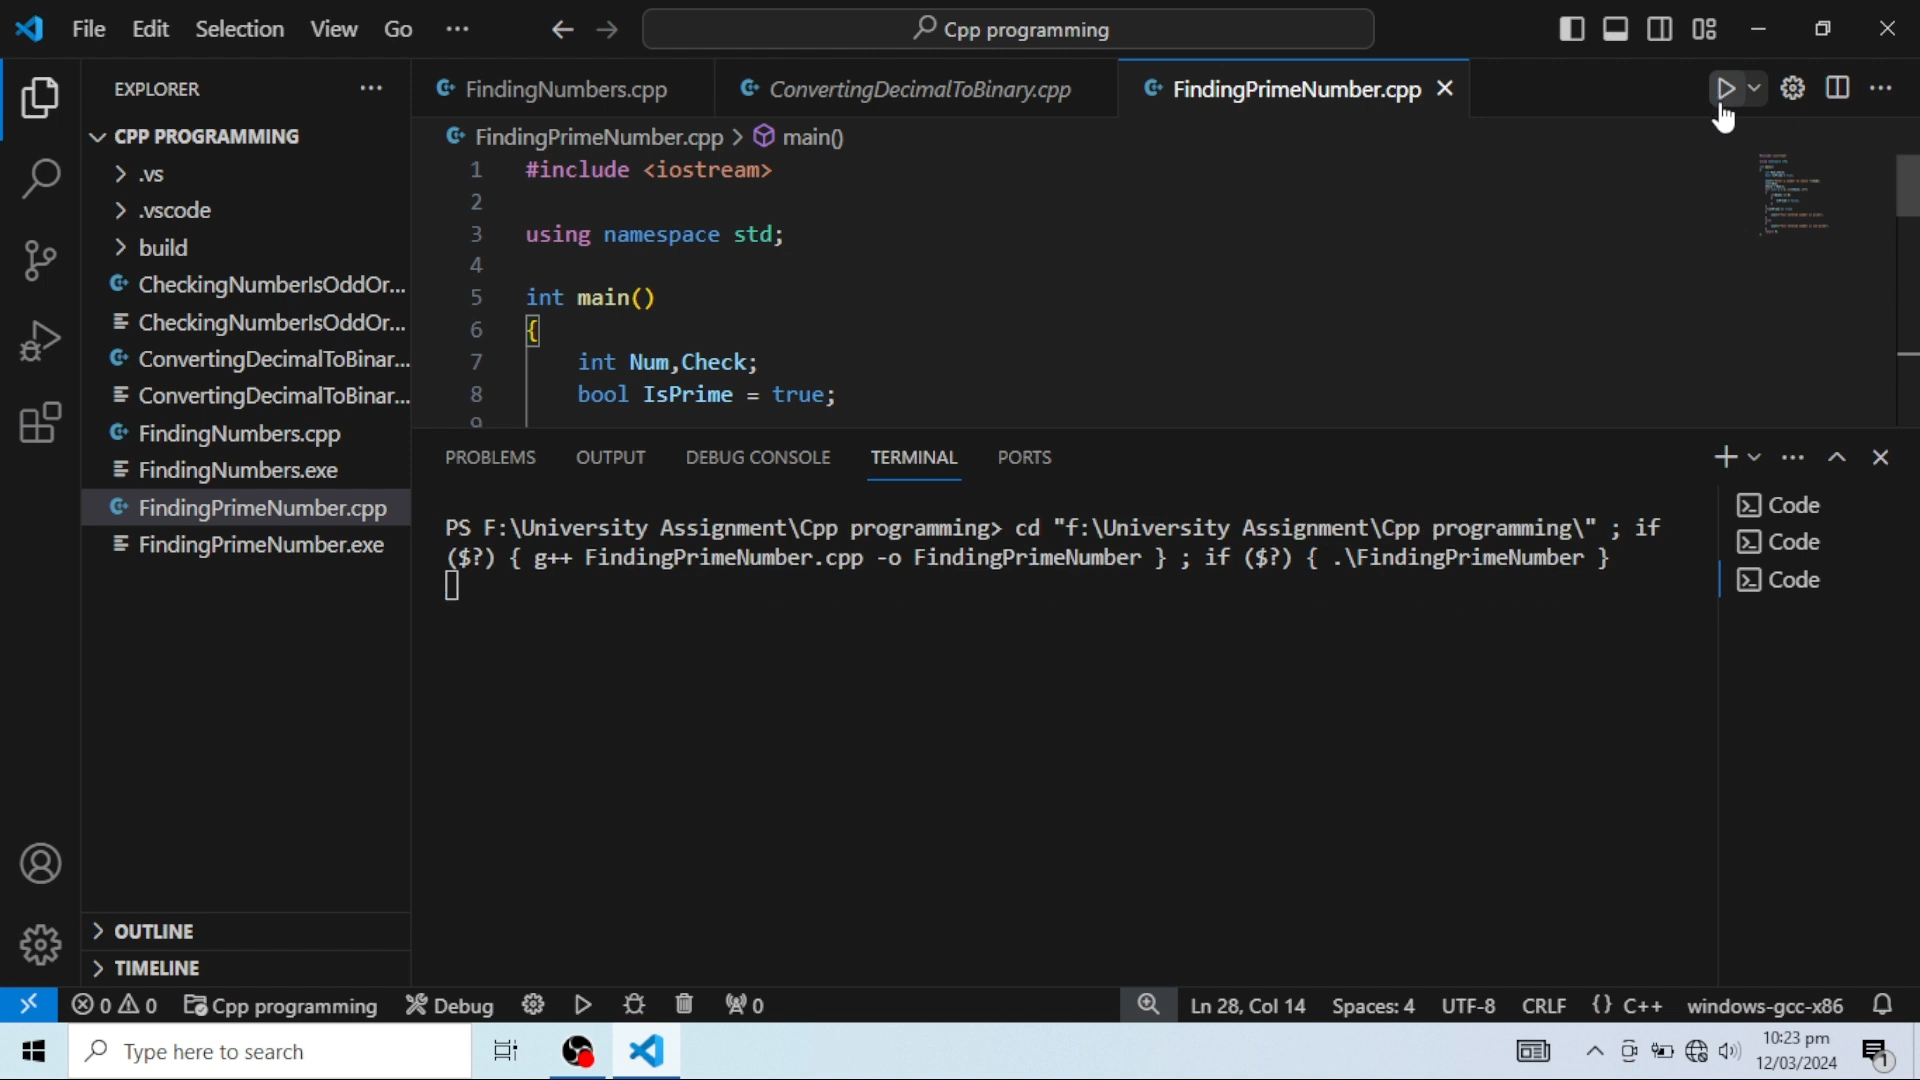 File Edit Selection View Go ··· Cpp programming
EXPLORER ···
CPP PROGRAMMING
.vs
.vscode
build
CheckingNumberIsOddOr...
CheckingNumberIsOddOr...
ConvertingDecimalToBinar...
ConvertingDecimalToBinar...
FindingNumbers.cpp
FindingNumbers.exe
FindingPrimeNumber.cpp
FindingPrimeNumber.exe
OUTLINE
TIMELINE
FindingNumbers.cpp ConvertingDecimalToBinary.cpp FindingPrimeNumber.cpp
FindingPrimeNumber.cpp > main()
1 #include <iostream>
2
3 using namespace std;
4
5 int main()
6 {
7 int Num,Check;
8 bool IsPrime = true;
9
PROBLEMS OUTPUT DEBUG CONSOLE TERMINAL PORTS
PS F:\University Assignment\Cpp programming> cd "f:\University Assignment\Cpp programming\" ; if
($?) { g++ FindingPrimeNumber.cpp -o FindingPrimeNumber } ; if ($?) { .\FindingPrimeNumber }
Code
Code
Code
0 0 Cpp programming Debug 0 Ln 28, Col 14 Spaces: 4 UTF-8 CRLF {} C++ windows-gcc-x86
Type here to search
10:23 pm
12/03/2024
1